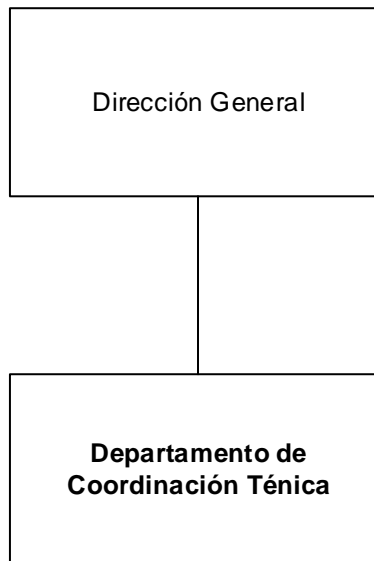 Dirección General
Departamento de
Coordinación Ténica